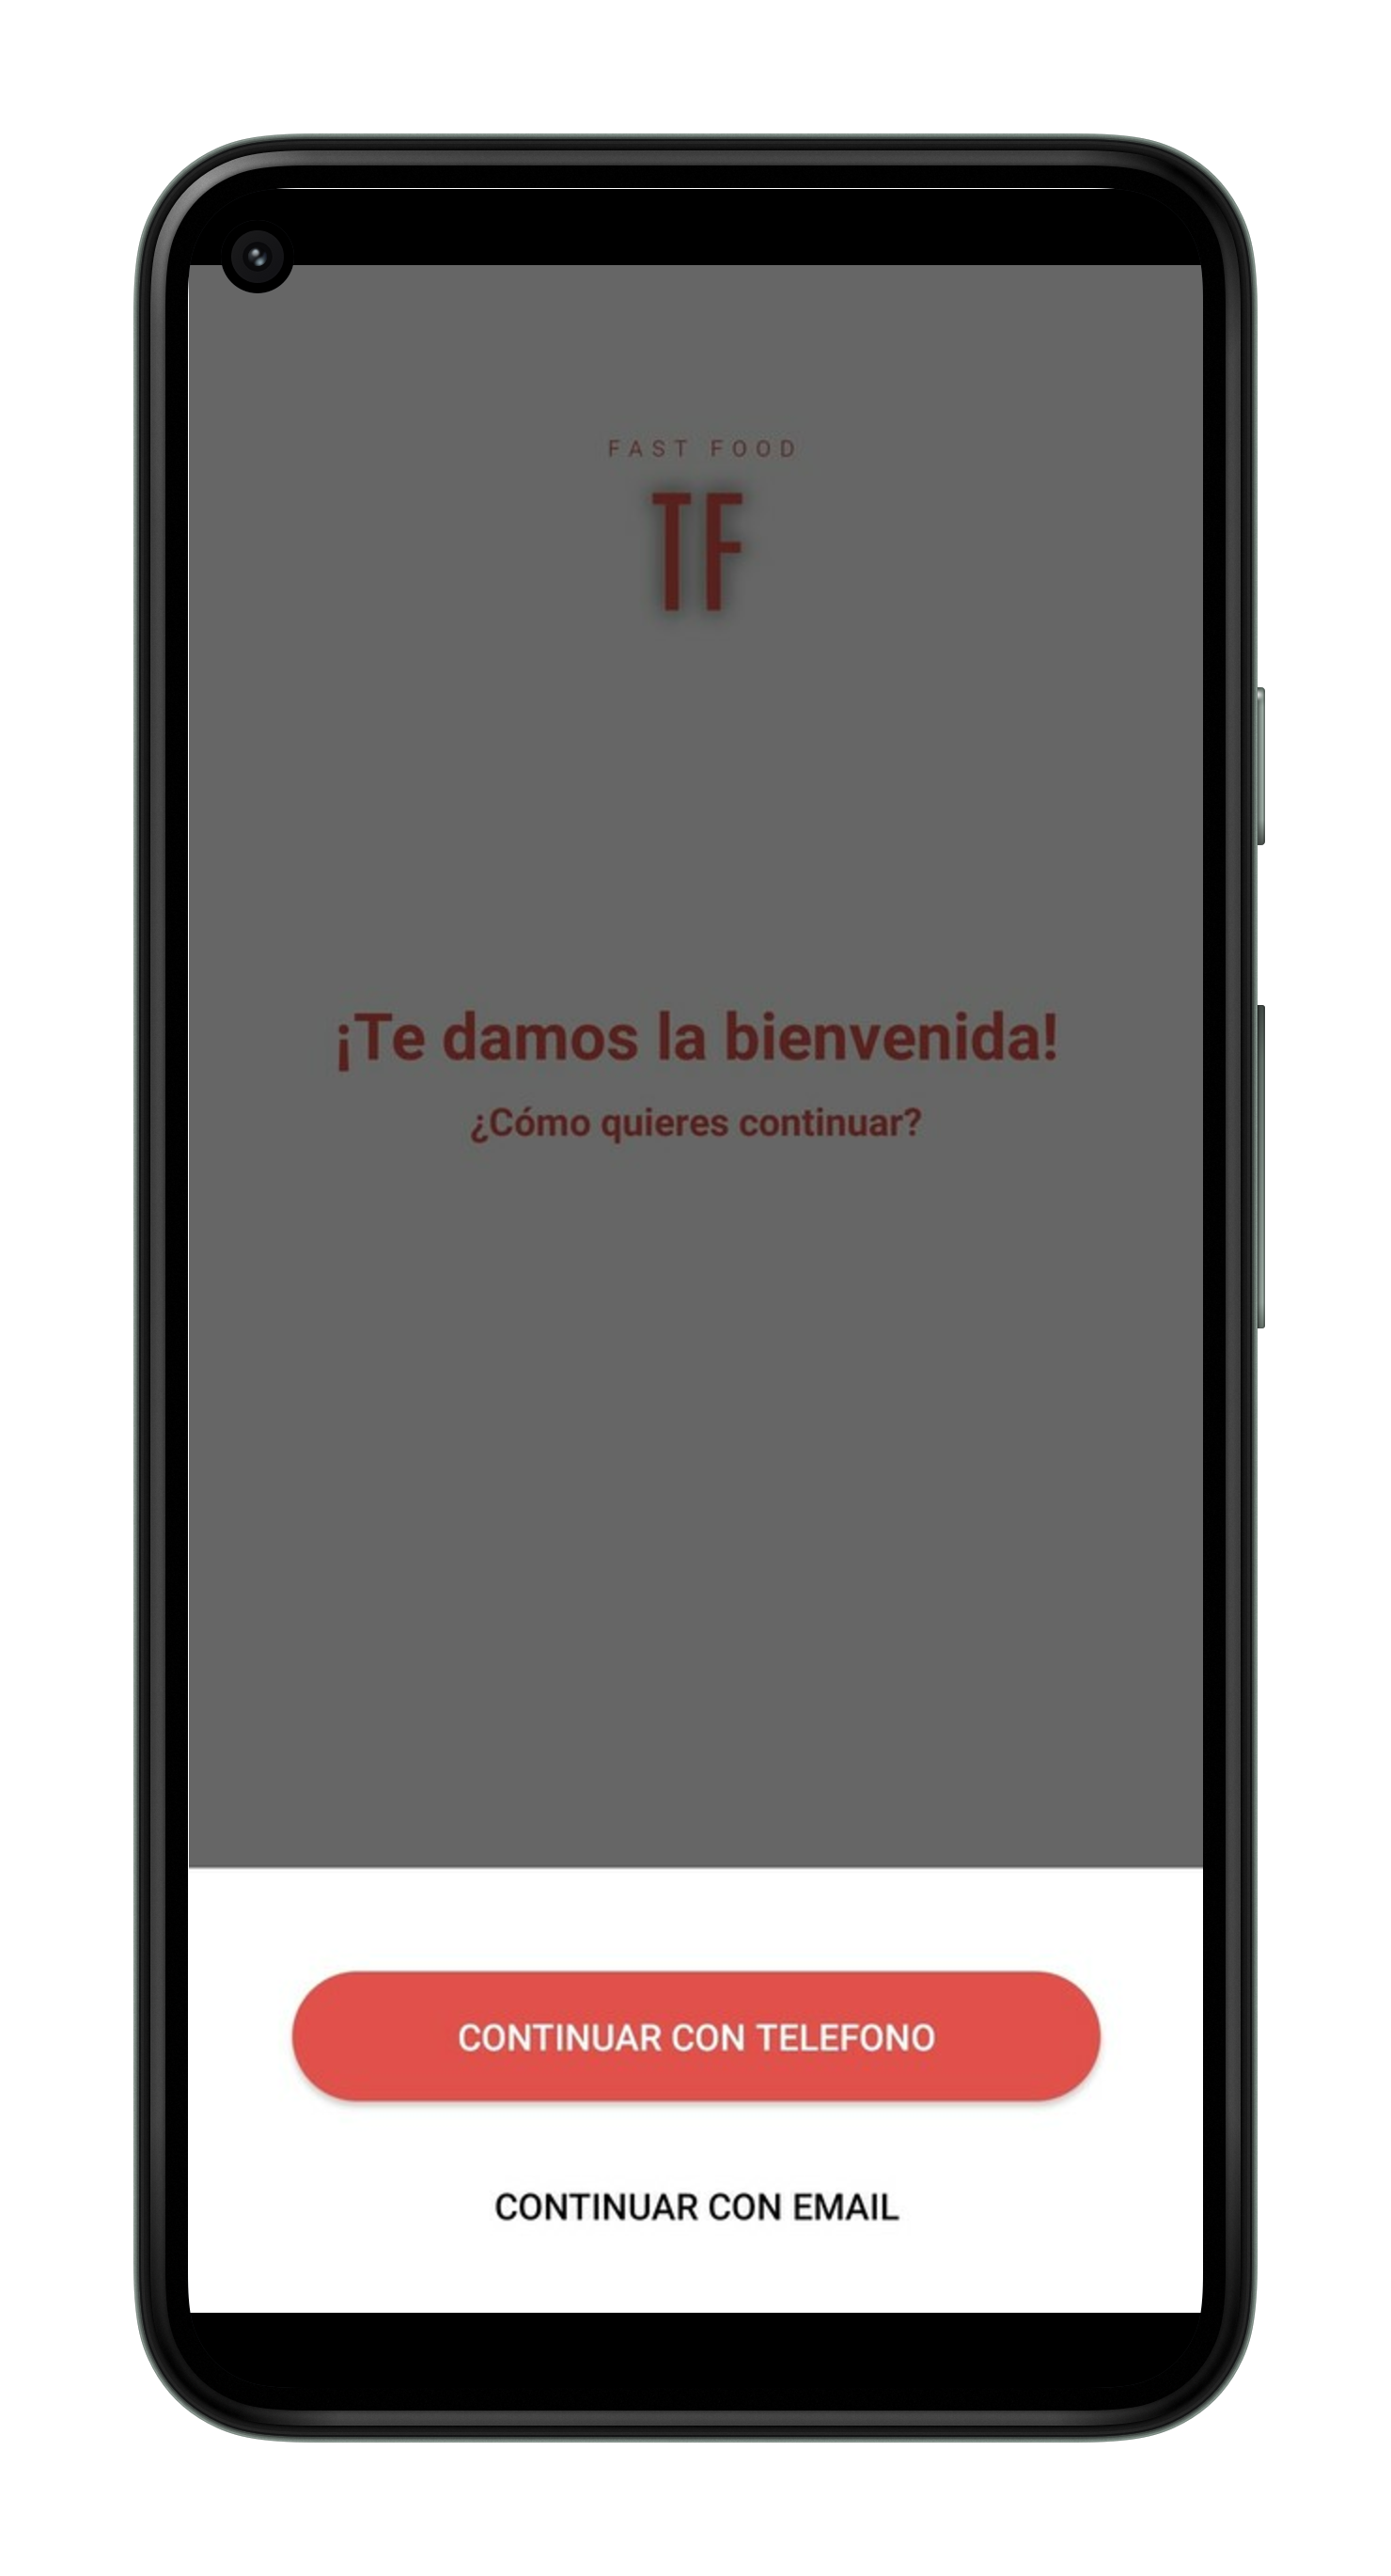 FAST FOOD
TF
¡Te damos la bienvenida!
¿Cómo quieres continuar?
CONTINUAR CON TELEFONO
CONTINUAR CON EMAIL